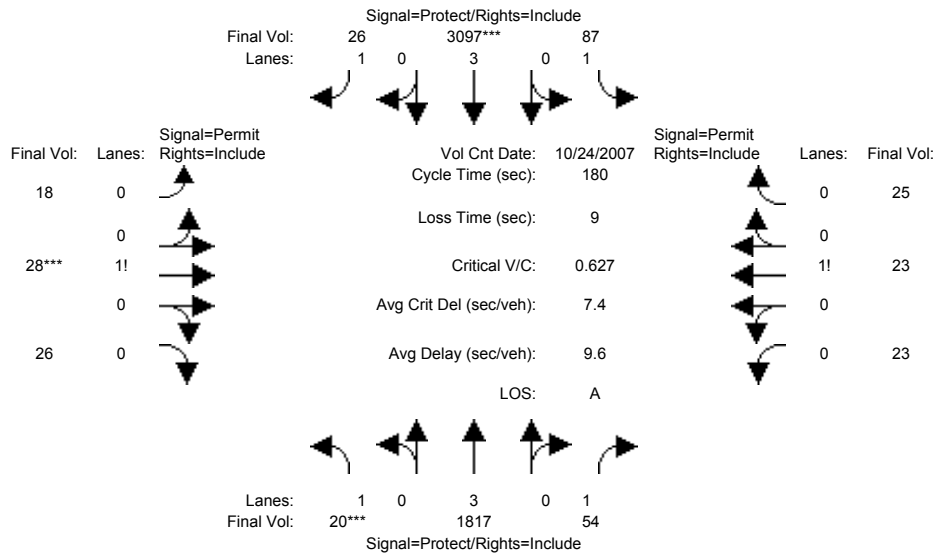 Signal=Protect/Rights=Include
Final Vol: 26 3097*** 87
Lanes: 1 0 3 0 1
Signal=Permit Signal=Permit
Final Vol: Lanes: Rights=Include Vol Cnt Date: 10/24/2007 Rights=Include Lanes: Final Vol:
Cycle Time (sec): 180
18 0 0 25
Loss Time (sec): 9
0 0
28*** 1! Critical V/C: 0.627 1! 23
0 Avg Crit Del (sec/veh): 7.4 0
26 0 Avg Delay (sec/veh): 9.6 0 23
LOS: A
Lanes: 1 0 3 0 1
Final Vol: 20*** 1817 54
Signal=Protect/Rights=Include